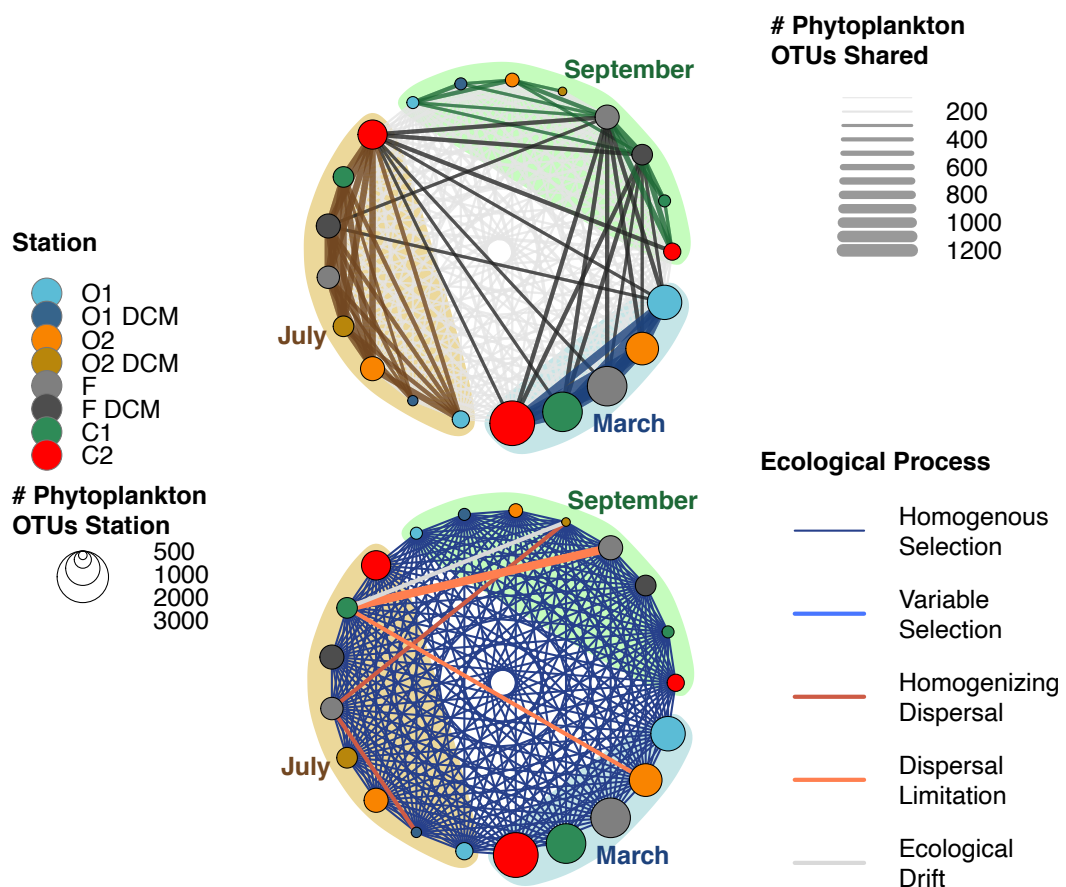 # Phytoplankton
OTUs Shared
200
400
600
800
1000
1200
September
July
March
Station
O1
O1 DCM
O2
O2 DCM
F
F DCM
C1
C2
# Phytoplankton
OTUs Station
500
1000
2000
3000
September
July
March
Ecological Process
Homogenous
Selection
Variable
Selection
Homogenizing
Dispersal
Dispersal
Limitation
Ecological
Drift